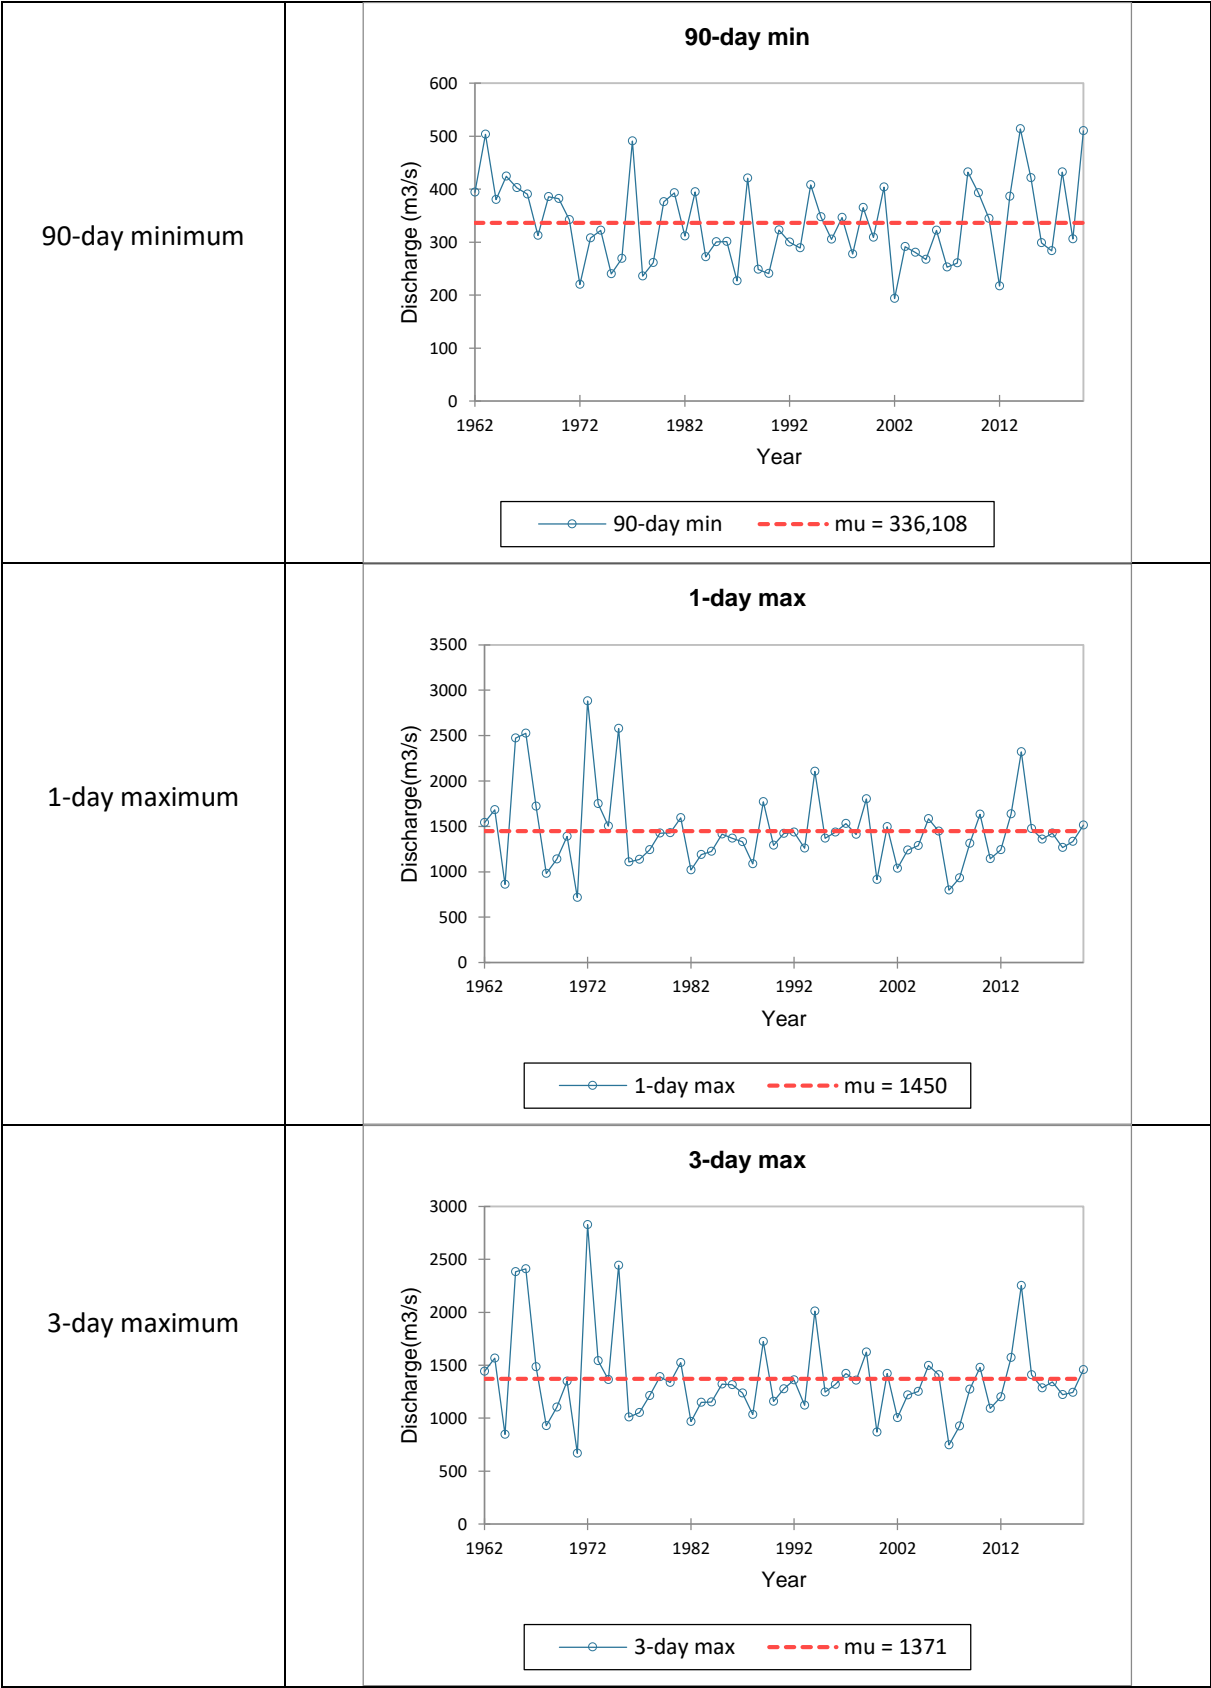 90-day minimum
90-day min
Discharge (m3/s)
600
500
400
300
200
100
0
1962 1972 1982 1992 2002 2012
Year
90-day min mu = 336,108
1-day maximum
1-day max
Discharge(m3/s)
3500
3000
2500
2000
1500
1000
500
0
1962 1972 1982 1992 2002 2012
Year
1-day max mu = 1450
3-day maximum
3-day max
Discharge(m3/s)
3000
2500
2000
1500
1000
500
0
1962 1972 1982 1992 2002 2012
Year
3-day max mu = 1371